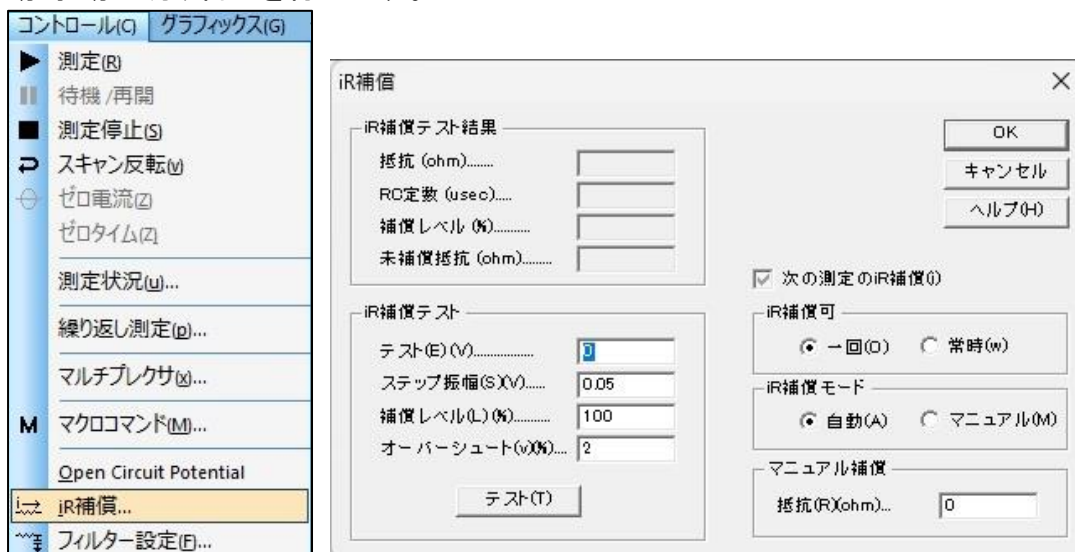 コントロール(C) グラフィックス(G)
測定(R)
待機 /再開
測定停止(S)
スキャン反転(v)
ゼロ電流(Z)
ゼロタイム(Z)
測定状況(u)...
繰り返し測定(p)...
マルチプレクサ(x)...
M マクロコマンド(M)...
Open Circuit Potential
iR補償...
フィルター設定(F)...
iR補償
iR補償テスト結果
抵抗 (ohm).......
RC定数 (usec).....
補償レベル (%)..........
未補償抵抗 (ohm)........
iR補償テスト
テスト(E)(V)................ 0
ステップ振幅(S)(V)...... 0.05
補償レベル(L)(%)........... 100
オーバーシュート(v)(%)... 2
テスト(T)
OK
キャンセル
ヘルプ(H)
次の測定のiR補償(i)
iR補償可
一回(O) 常時(w)
iR補償モード
自動(A) マニュアル(M)
マニュアル補償
抵抗(R)(ohm)... 0